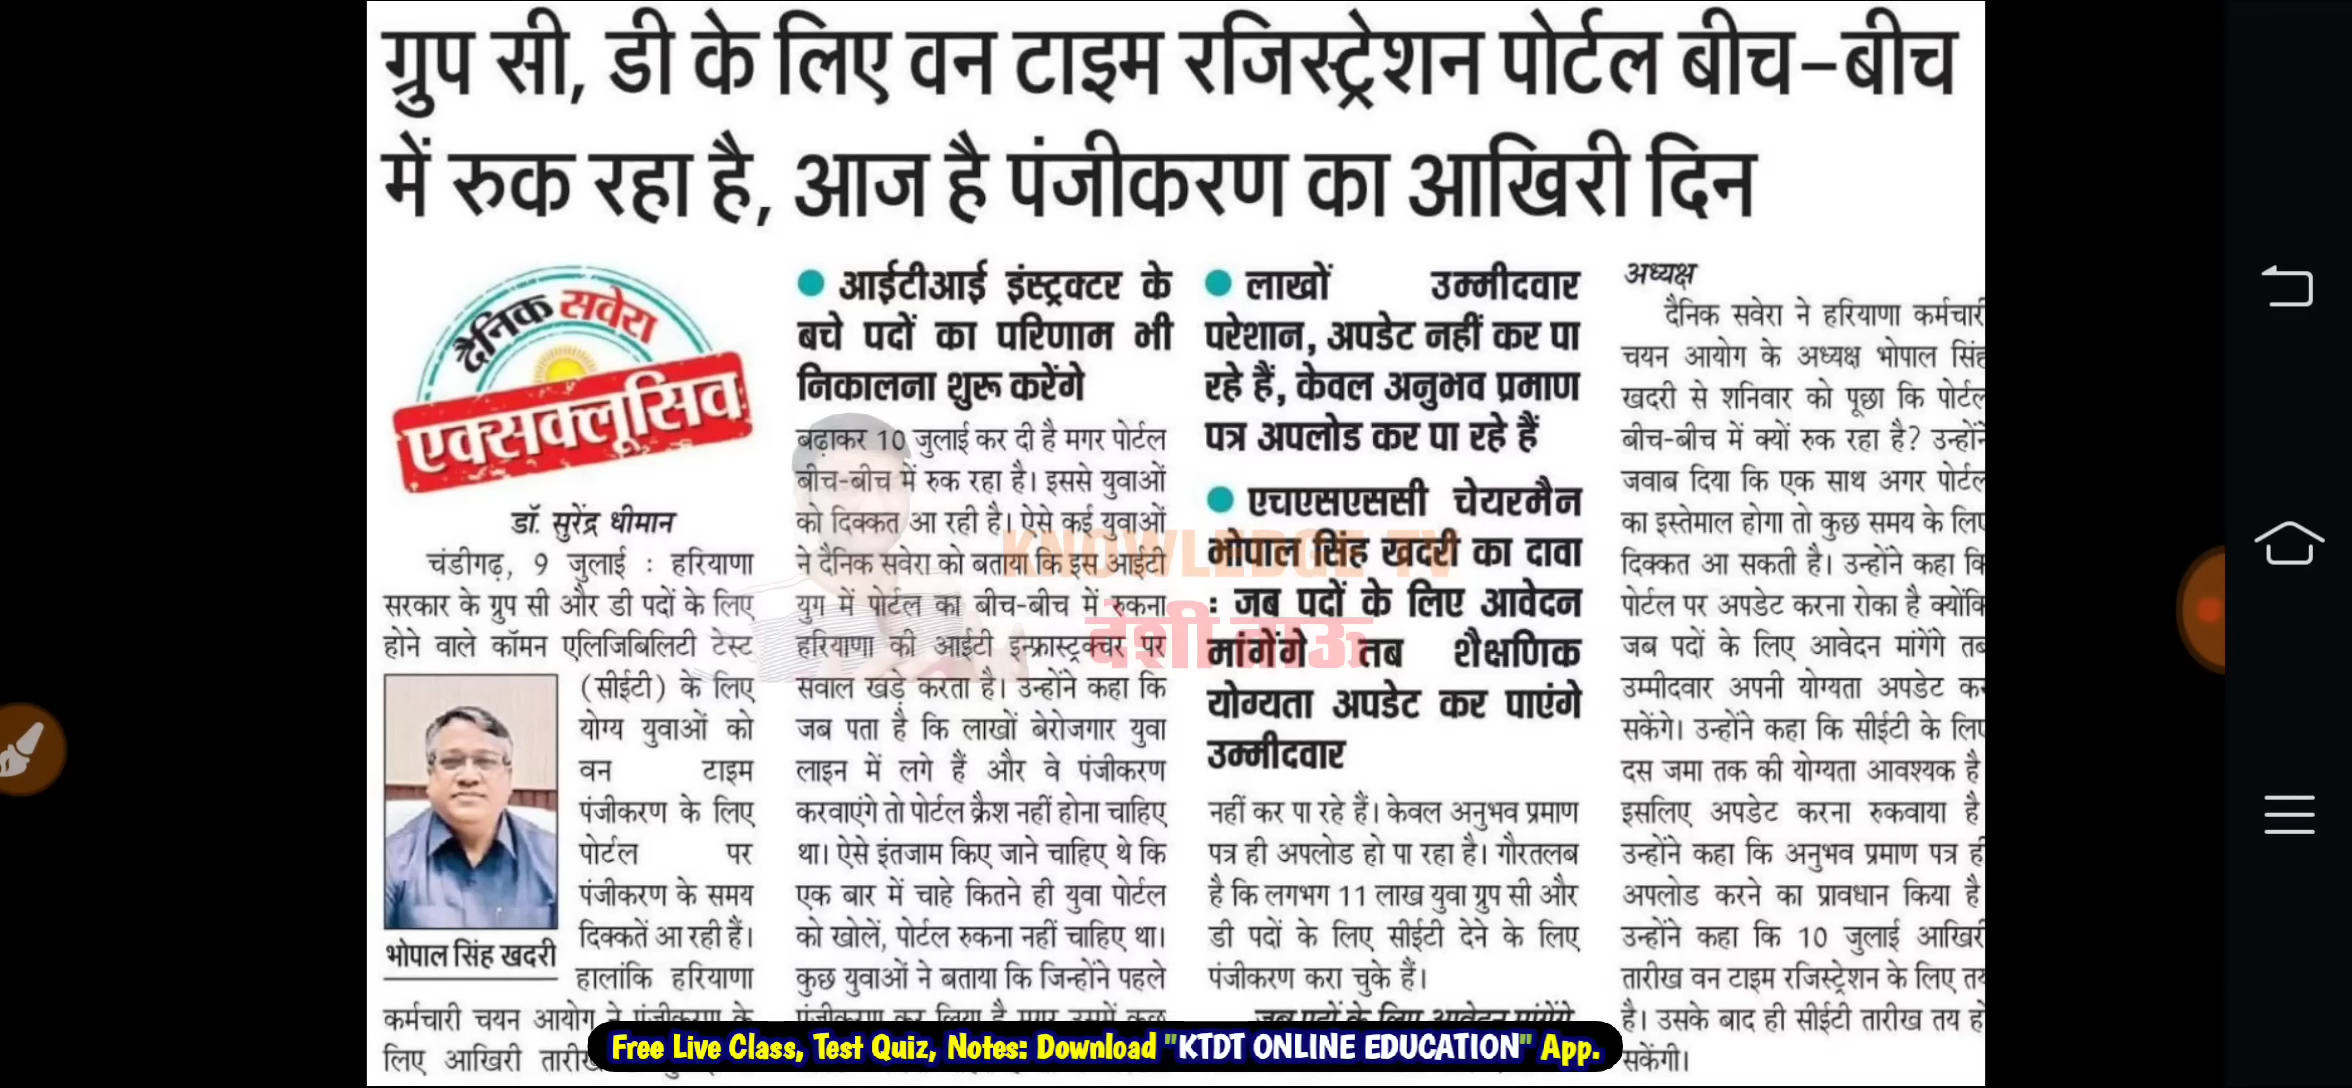 ग्रुप सी, डी के लिए वन टाइम रजिस्ट्रेशन पोर्टल बीच-बीच
में रुक रहा है, आज है पंजीकरण का आखिरी दिन
दैनिक सवेरा
एक्सक्लूसिव
डॉ. सुरेंद्र धीमान
चंडीगढ़, 9 जुलाई : हरियाणा
सरकार के ग्रुप सी और डी पदों के लिए
होने वाले कॉमन एलिजिबिलिटी टेस्ट
(सीईटी) के लिए
योग्य युवाओं को
वन टाइम
पंजीकरण के लिए
पोर्टल पर
पंजीकरण के समय
दिक्कतें आ रही हैं।
हालांकि हरियाणा
भोपाल सिंह खदरी
कर्मचारी चयन आयोग ने पंजीकरण के
लिए आखिरी तारीख
● आईटीआई इंस्ट्रक्टर के
बचे पदों का परिणाम भी
निकालना शुरू करेंगे
बढ़ाकर 10 जुलाई कर दी है मगर पोर्टल
बीच-बीच में रुक रहा है। इससे युवाओं
को दिक्कत आ रही है। ऐसे कई युवाओं
ने दैनिक सवेरा को बताया कि इस आईटी
युग में पोर्टल का बीच-बीच में रुकना
हरियाणा की आईटी इन्फ्रास्ट्रक्चर पर
सवाल खड़े करता है। उन्होंने कहा कि
जब पता है कि लाखों बेरोजगार युवा
लाइन में लगे हैं और वे पंजीकरण
करवाएंगे तो पोर्टल क्रैश नहीं होना चाहिए
था। ऐसे इंतजाम किए जाने चाहिए थे कि
एक बार में चाहे कितने ही युवा पोर्टल
को खोलें, पोर्टल रुकना नहीं चाहिए था।
कुछ युवाओं ने बताया कि जिन्होंने पहले
पंजीकरण कर लिया है मगर उसमें कुछ
● लाखों उम्मीदवार
परेशान, अपडेट नहीं कर पा
रहे हैं, केवल अनुभव प्रमाण
पत्र अपलोड कर पा रहे हैं
● एचएसएससी चेयरमैन
भोपाल सिंह खदरी का दावा
: जब पदों के लिए आवेदन
मांगेंगे तब शैक्षणिक
योग्यता अपडेट कर पाएंगे
उम्मीदवार
नहीं कर पा रहे हैं। केवल अनुभव प्रमाण
पत्र ही अपलोड हो पा रहा है। गौरतलब
है कि लगभग 11 लाख युवा ग्रुप सी और
डी पदों के लिए सीईटी देने के लिए
पंजीकरण करा चुके हैं।
जब पदों के लिए आवेदन मांगेंगे
अध्यक्ष
दैनिक सवेरा ने हरियाणा कर्मचारी
चयन आयोग के अध्यक्ष भोपाल सिंह
खदरी से शनिवार को पूछा कि पोर्टल
बीच-बीच में क्यों रुक रहा है? उन्होंने
जवाब दिया कि एक साथ अगर पोर्टल
का इस्तेमाल होगा तो कुछ समय के लिए
दिक्कत आ सकती है। उन्होंने कहा कि
पोर्टल पर अपडेट करना रोका है क्योंकि
जब पदों के लिए आवेदन मांगेंगे तब
उम्मीदवार अपनी योग्यता अपडेट कर
सकेंगे। उन्होंने कहा कि सीईटी के लिए
दस जमा तक की योग्यता आवश्यक है
इसलिए अपडेट करना रुकवाया है
उन्होंने कहा कि अनुभव प्रमाण पत्र ही
अपलोड करने का प्रावधान किया है
उन्होंने कहा कि 10 जुलाई आखिरी
तारीख वन टाइम रजिस्ट्रेशन के लिए तय
है। उसके बाद ही सीईटी तारीख तय हो
सकेंगी।
KNOWLEDGE TV
देशी ताऊ
Free Live Class, Test Quiz, Notes: Download "KTDT ONLINE EDUCATION" App.